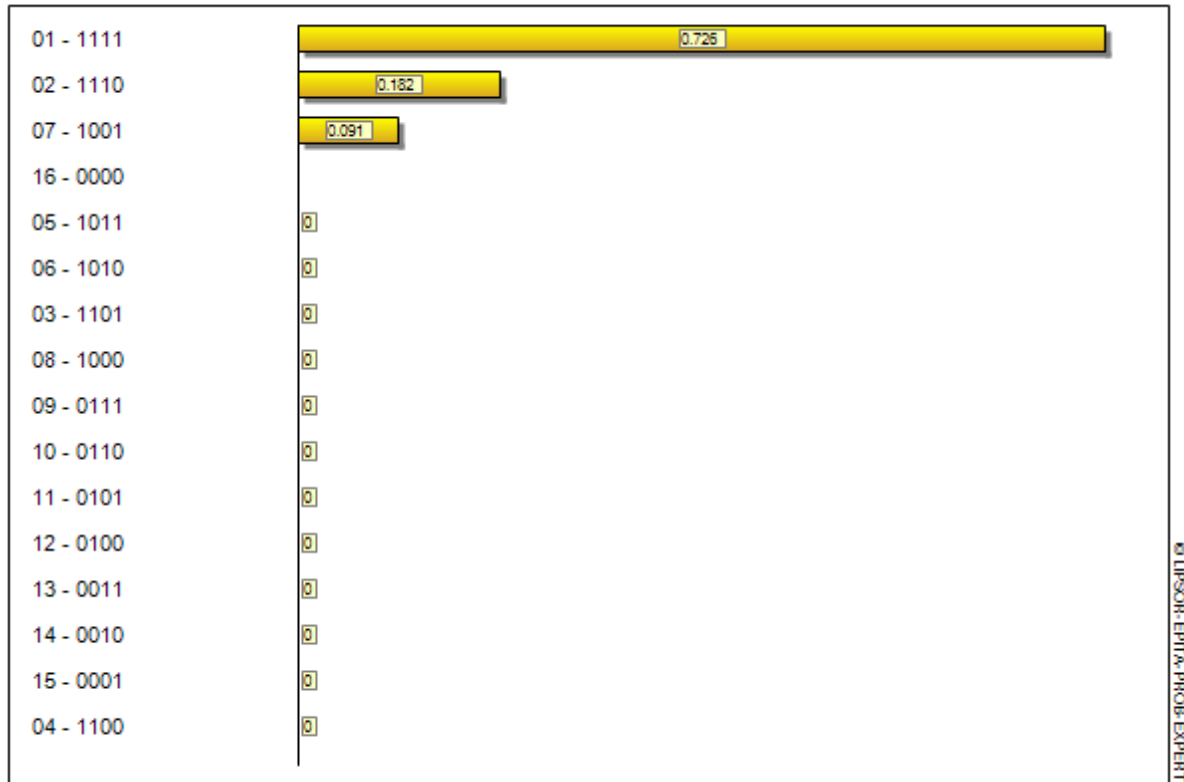 01 - 1111 0.726
02 - 1110 0.182
07 - 1001 0.091
16 - 0000
05 - 1011 0
06 - 1010 0
03 - 1101 0
08 - 1000 0
09 - 0111 0
10 - 0110 0
11 - 0101 0
12 - 0100 0
13 - 0011 0
14 - 0010 0
15 - 0001 0
04 - 1100 0
© LIPSOR-EPITA-PROB-EXPERT